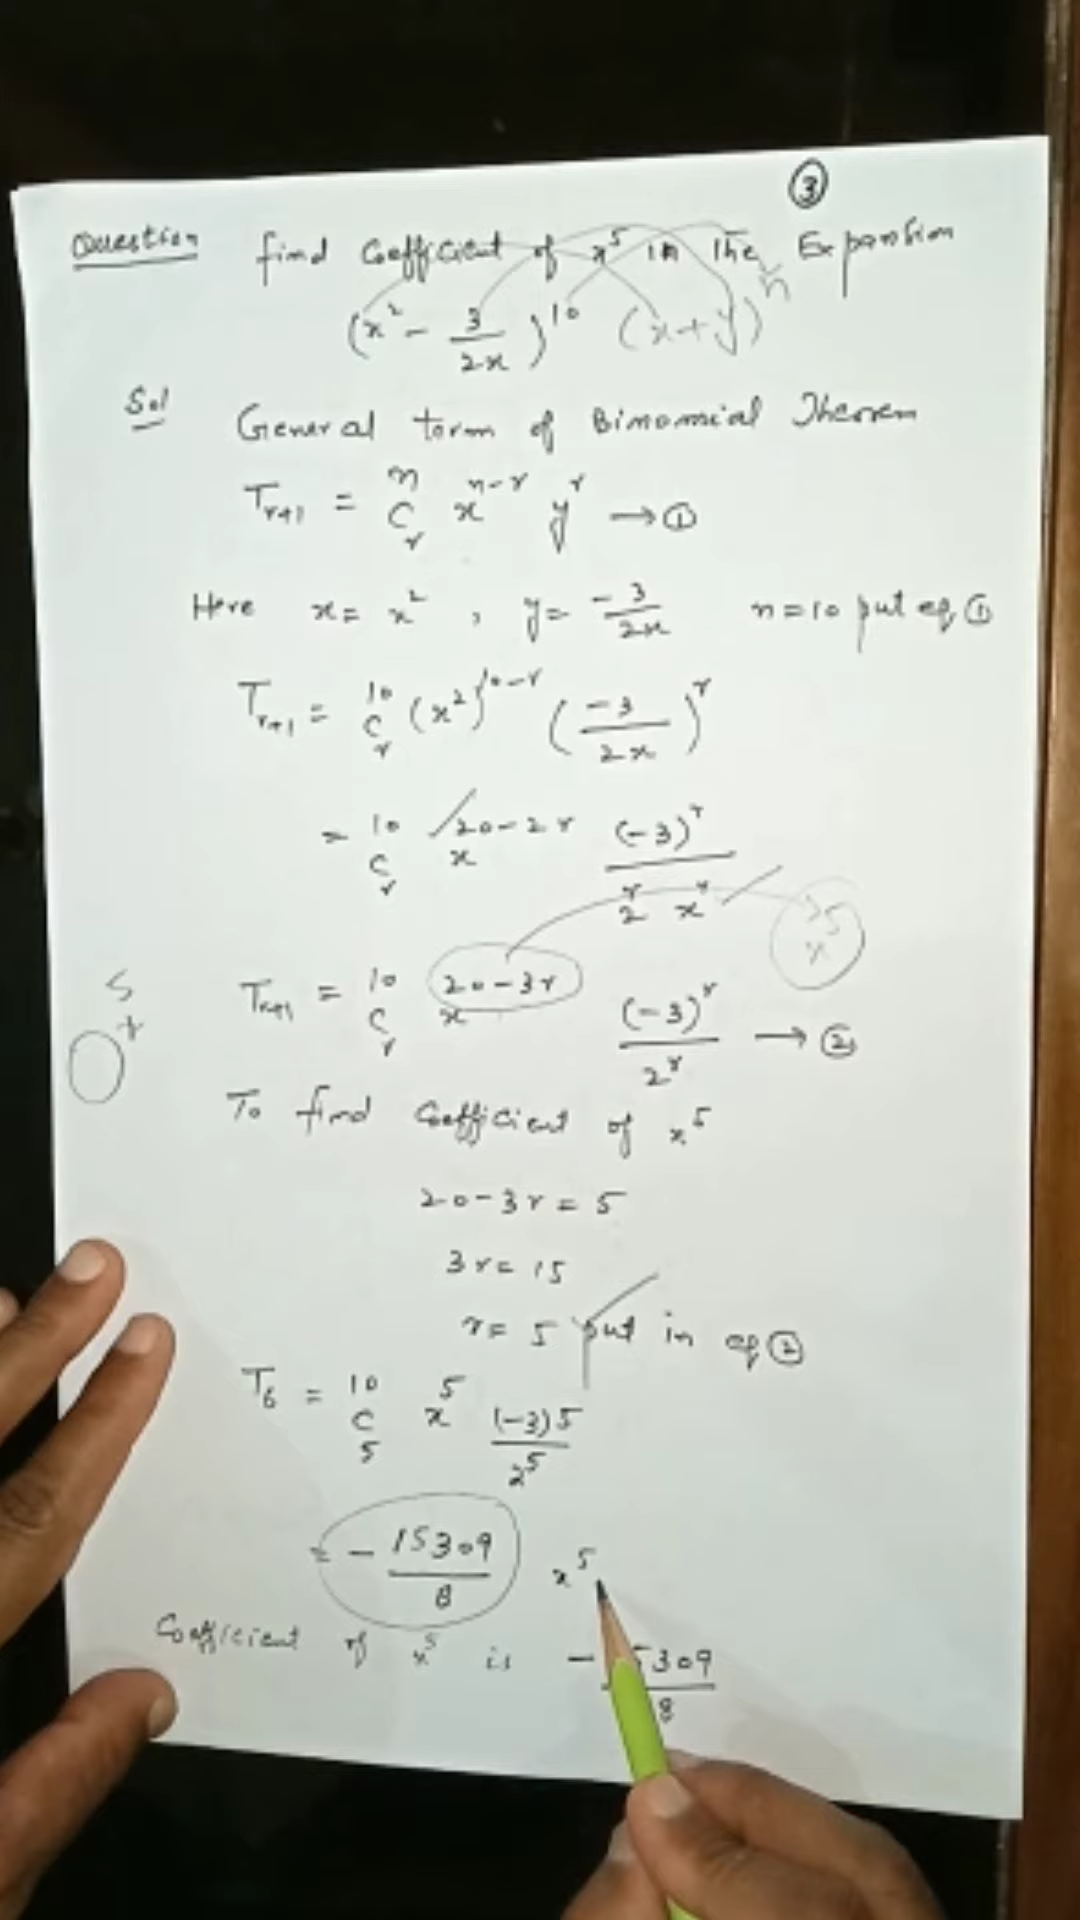 ③
Question find Coefficient of x⁵ in The Expansion
(x² - 3/2x)¹⁰ (x+y)ⁿ
Sol General term of Binomial Theorem
Tᵣ₊₁ = ⁿCᵣ xⁿ⁻ʳ yʳ → ①
Here x = x² , y = -3/2x n = 10 put eq ①
Tᵣ₊₁ = ¹⁰Cᵣ (x²)¹⁰⁻ʳ (-3/2x)ʳ
= ¹⁰Cᵣ x²⁰⁻²ʳ (-3)ʳ/2ʳ xʳ
x⁵
Tᵣ₊₁ = ¹⁰Cᵣ x²⁰⁻³ʳ (-3)ʳ/2ʳ → ②
To find Coefficient of x⁵
20-3r = 5
3r = 15
r = 5 put in eq ②
T₆ = ¹⁰C₅ x⁵ (-3)5/2⁵
= - 15309/8 x⁵
Coefficient of x⁵ is - 5309/8